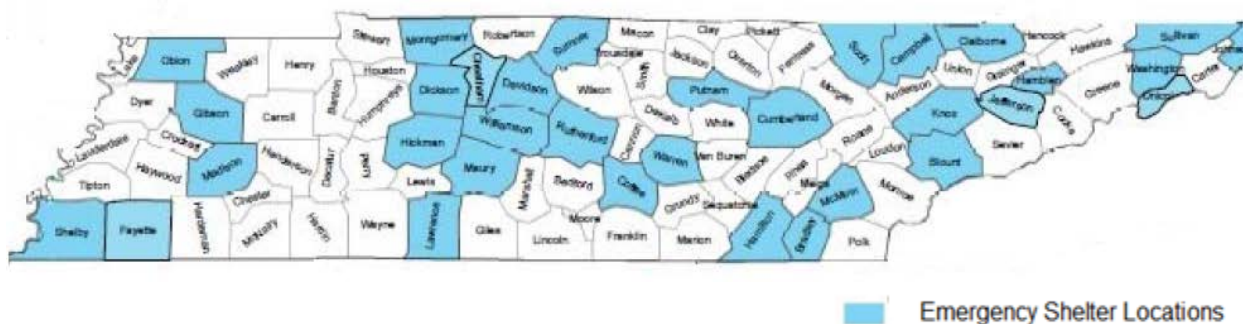 Stewart
Montgomery
Robertson
Sumner
Macon
Clay
Pickett
Trousdale
Jackson
Overton
Fentress
Scott
Campbell
Claiborne
Hancock
Hawkins
Sullivan
Johnson
Lake
Obion
Weakley
Henry
Houston
Cheatham
Davidson
Wilson
Smith
Putnam
Morgan
Anderson
Union
Grainger
Hamblen
Greene
Washington
Carter
Unicoi
Dyer
Gibson
Carroll
Benton
Humphreys
Dickson
Williamson
Rutherford
Cannon
DeKalb
White
Cumberland
Roane
Knox
Jefferson
Cocke
Sevier
Lauderdale
Crockett
Haywood
Madison
Henderson
Decatur
Perry
Hickman
Maury
Lewis
Marshall
Bedford
Coffee
Warren
Van Buren
Bledsoe
Rhea
Meigs
McMinn
Loudon
Monroe
Blount
Tipton
Shelby
Fayette
Hardeman
Chester
McNairy
Hardin
Wayne
Lawrence
Giles
Lincoln
Moore
Franklin
Grundy
Sequatchie
Marion
Hamilton
Bradley
Polk
Emergency Shelter Locations